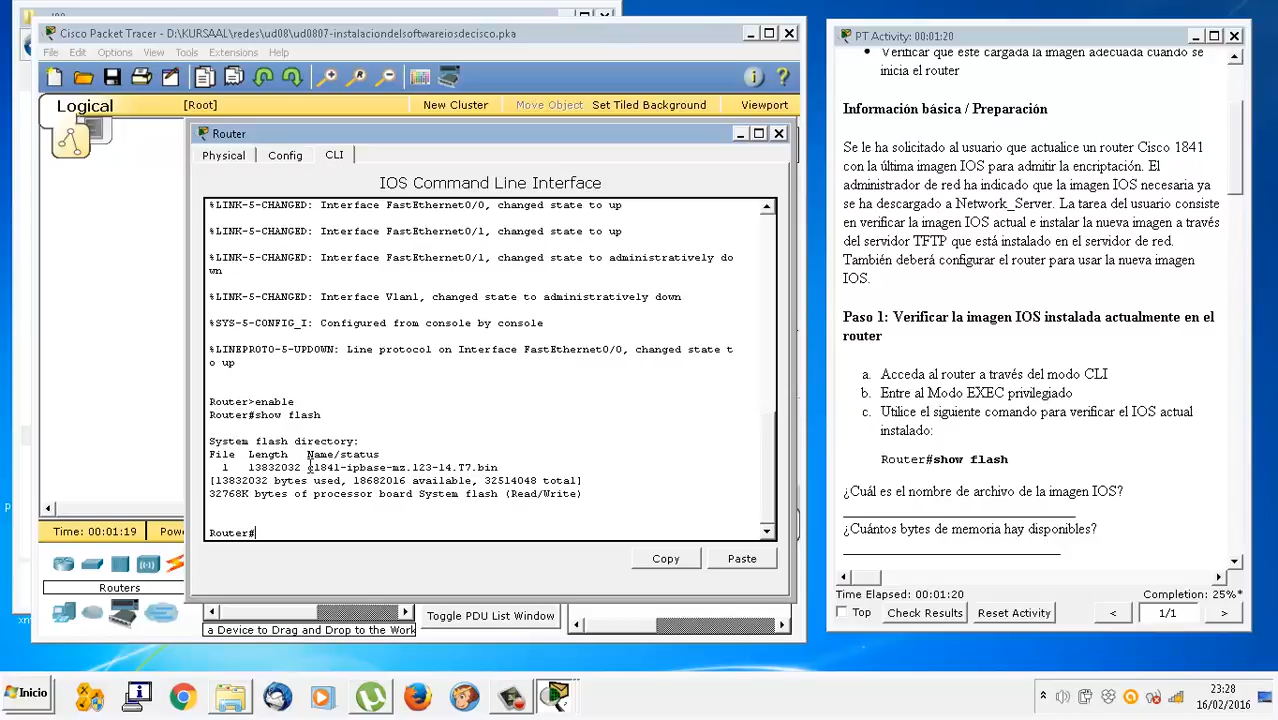 Cisco Packet Tracer - D:\KURSAAL\redes\ud08\ud0807-instalaciondelsoftwareiosdecisco.pka
File Edit Options View Tools Extensions Help
Logical [Root] New Cluster Move Object Set Tiled Background Viewport
Router
Physical Config CLI
IOS Command Line Interface
%LINK-5-CHANGED: Interface FastEthernet0/0, changed state to up
%LINK-5-CHANGED: Interface FastEthernet0/1, changed state to up
%LINK-5-CHANGED: Interface FastEthernet0/1, changed state to administratively do
wn
%LINK-5-CHANGED: Interface Vlan1, changed state to administratively down
%SYS-5-CONFIG_I: Configured from console by console
%LINEPROTO-5-UPDOWN: Line protocol on Interface FastEthernet0/0, changed state t
o up
Router>enable
Router#show flash
System flash directory:
File Length Name/status
1 13832032 c1841-ipbase-mz.123-14.T7.bin
[13832032 bytes used, 18682016 available, 32514048 total]
32768K bytes of processor board System flash (Read/Write)
Router#
Copy Paste
Time: 00:01:19 Powe
Routers
Toggle PDU List Window
a Device to Drag and Drop to the Work
PT Activity: 00:01:20
Verificar que esté cargada la imagen adecuada cuando se
inicia el router
Información básica / Preparación
Se le ha solicitado al usuario que actualice un router Cisco 1841
con la última imagen IOS para admitir la encriptación. El
administrador de red ha indicado que la imagen IOS necesaria ya
se ha descargado a Network_Server. La tarea del usuario consiste
en verificar la imagen IOS actual e instalar la nueva imagen a través
del servidor TFTP que está instalado en el servidor de red.
También deberá configurar el router para usar la nueva imagen
IOS.
Paso 1: Verificar la imagen IOS instalada actualmente en el
router
a. Acceda al router a través del modo CLI
b. Entre al Modo EXEC privilegiado
c. Utilice el siguiente comando para verificar el IOS actual
instalado:
Router#show flash
¿Cuál es el nombre de archivo de la imagen IOS?
¿Cuántos bytes de memoria hay disponibles?
Time Elapsed: 00:01:20 Completion: 25%*
Top Check Results Reset Activity < 1/1 >
Inicio
23:28
16/02/2016